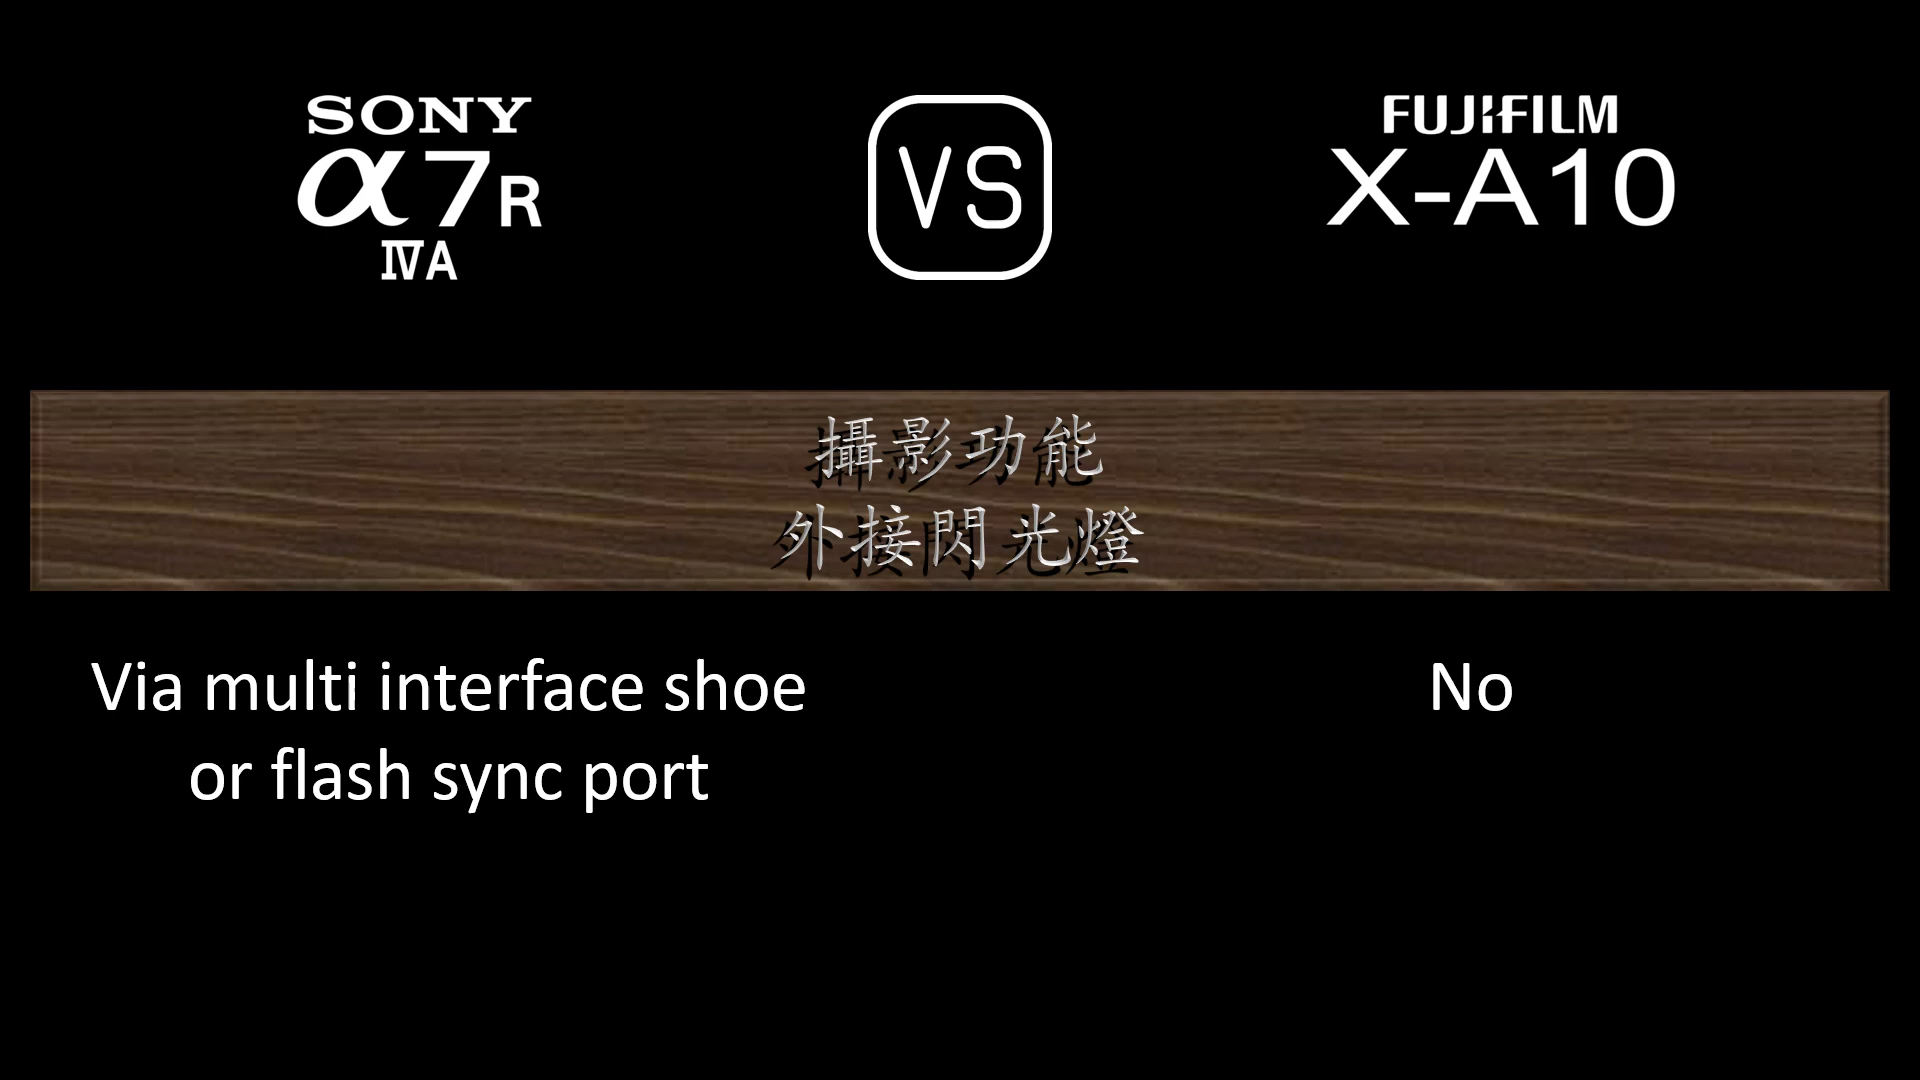 SONY
α7R
IVA
VS
FUJIFILM
X-A10
攝影功能
外接閃光燈
Via multi interface shoe
or flash sync port
No